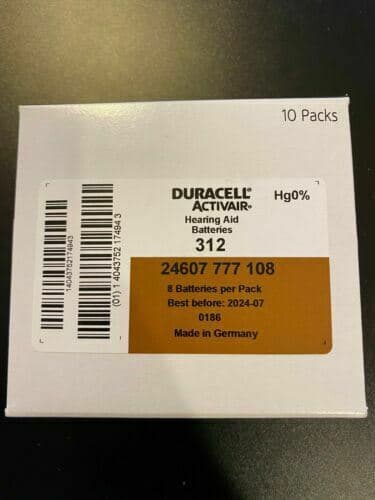 10 Packs
DURACELL®
ACTIVAIR®
Hg0%
Hearing Aid
Batteries
312
24607 777 108
8 Batteries per Pack
Best before: 2024-07
0186
Made in Germany
14043752174943
(01) 1 4043752 17494 3